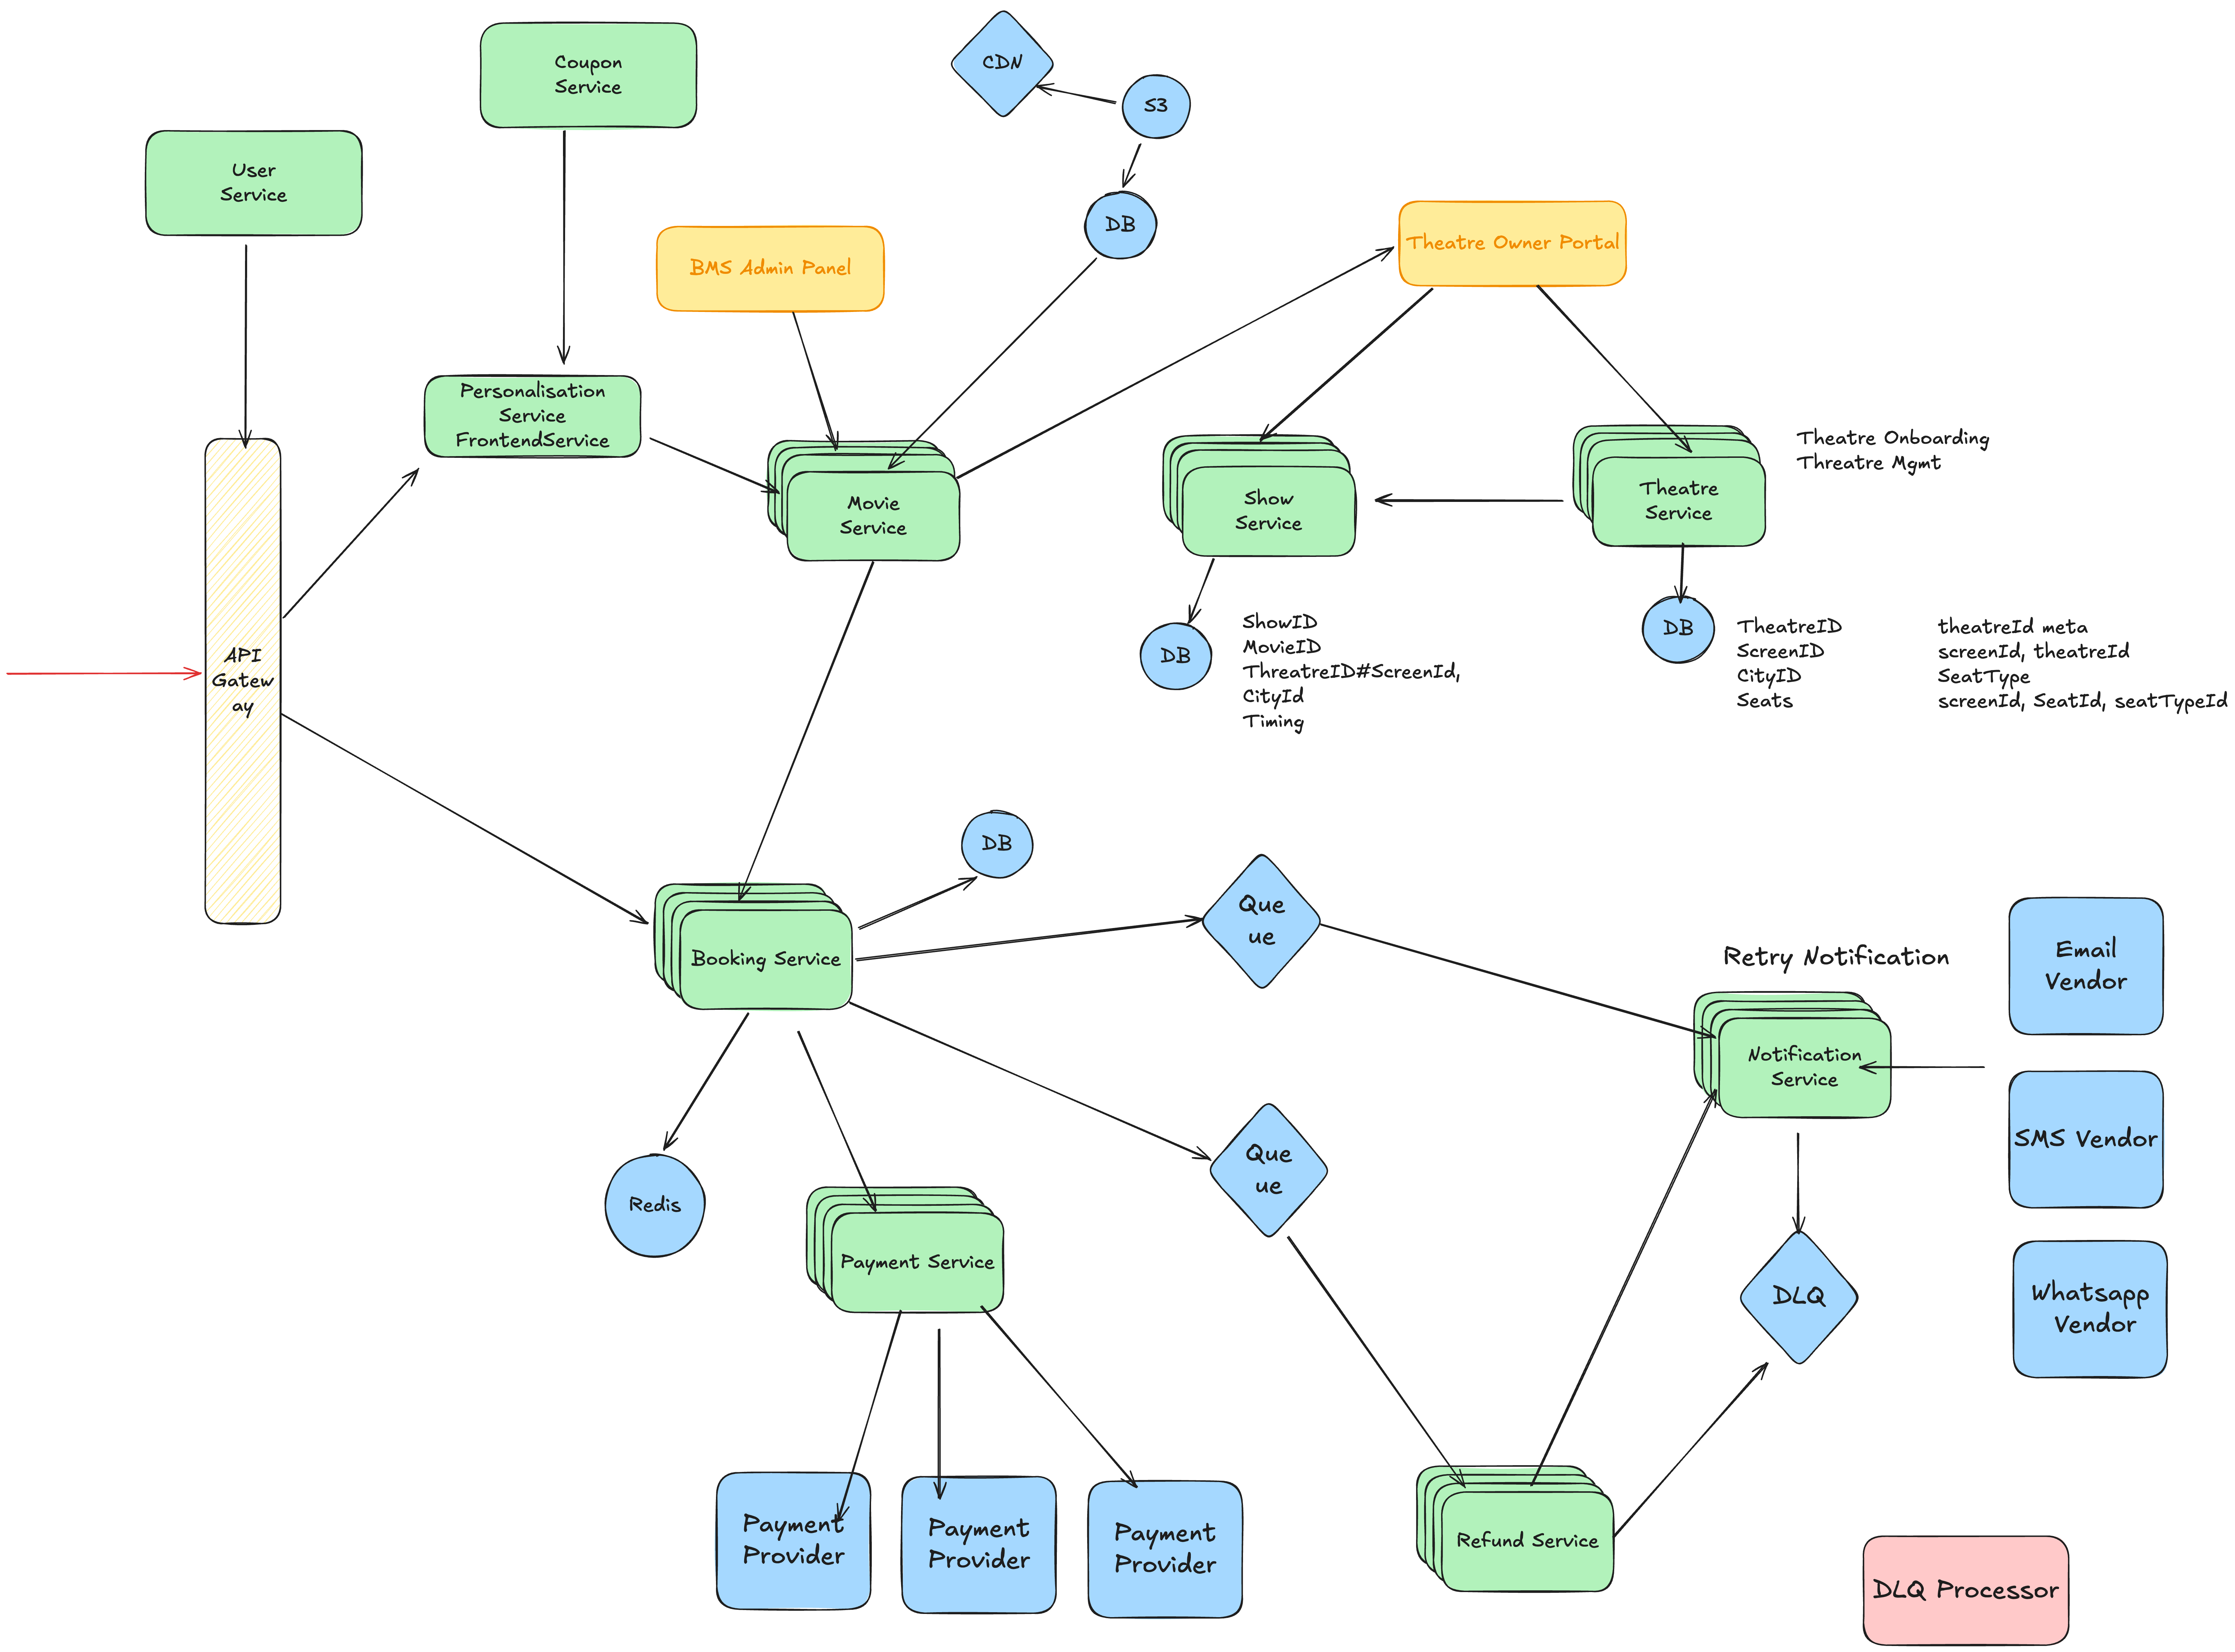 CDN
Coupon
Service
S3
User
Service
DB
Theatre Owner Portal
BMS Admin Panel
Personalisation
Service
FrontendService
Theatre Onboarding
Threatre Mgmt
Movie
Service
Show
Service
Theatre
Service
API
Gatew
ay
DB
ShowID
MovieID
ThreatreID#ScreenId,
CityId
Timing
DB
TheatreID
ScreenID
CityID
Seats
theatreId meta
screenId, theatreId
SeatType
screenId, SeatId, seatTypeId
DB
Que
ue
Booking Service
Retry Notification
Email
Vendor
Notification
Service
SMS Vendor
Que
ue
Redis
Payment Service
DLQ
Whatsapp
Vendor
Payment
Provider
Payment
Provider
Payment
Provider
Refund Service
DLQ Processor